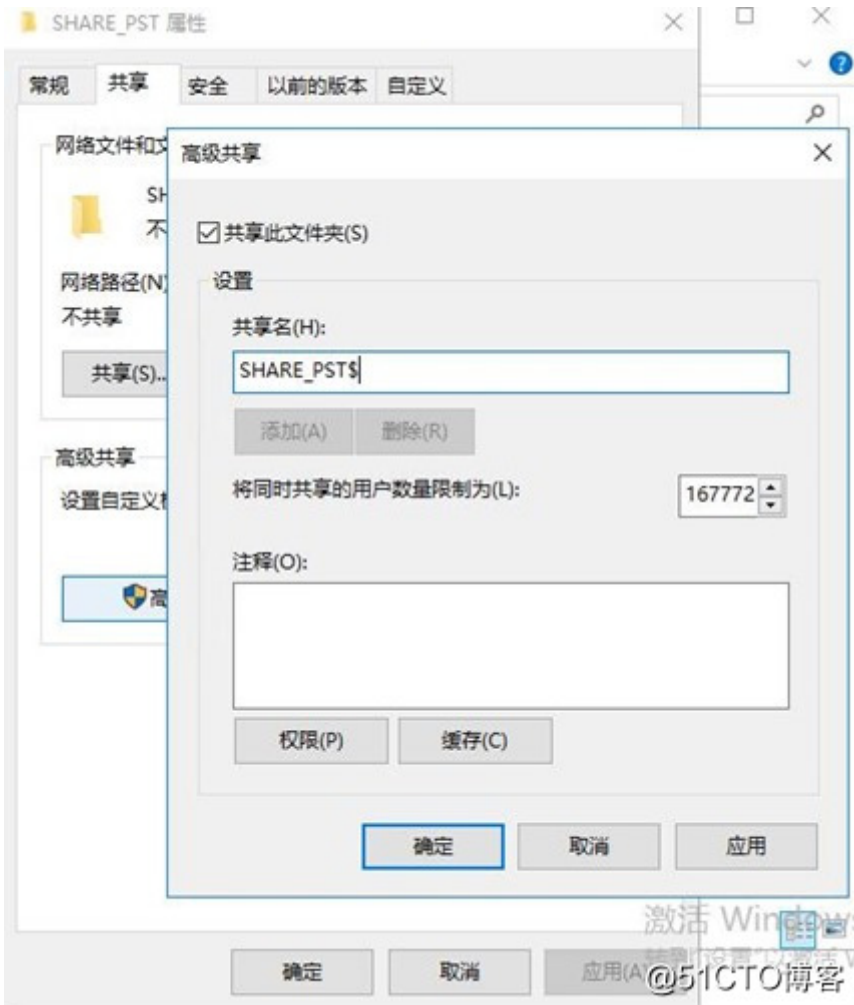 SHARE_PST 属性
常规 共享 安全 以前的版本 自定义
网络文件和文
高级共享
SH
不
共享此文件夹(S)
网络路径(N)
不共享
设置
共享名(H):
SHARE_PST$
共享(S)...
添加(A) 删除(R)
高级共享
设置自定义权
将同时共享的用户数量限制为(L):
167772
注释(O):
高
权限(P) 缓存(C)
确定 取消 应用
激活 Windows
确定 取消 应用(A)
@51CTO博客